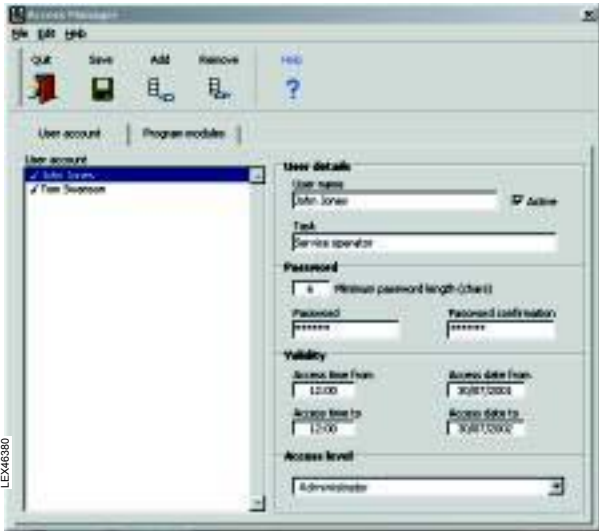 Access Manager
File Edit Help
Quit Save Add Remove Help
?
User account Program modules
User account
John Jones
Tom Swanson
User details
User name
John Jones
Active
Task
Service operator
Password
6 Minimum password length (chars)
Password Password confirmation
****** ******
Validity
Access time from Access date from
12:00 30/07/2001
Access time to Access date to
12:00 30/07/2002
Access level
Administrator
LEX46380